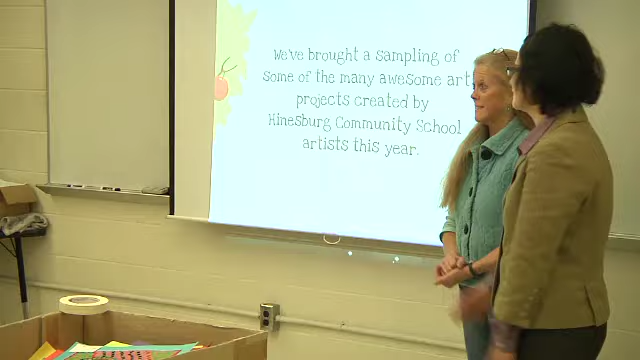 We've brought a sampling of
some of the many awesome art
projects created by
Hinesburg Community School
artists this year.